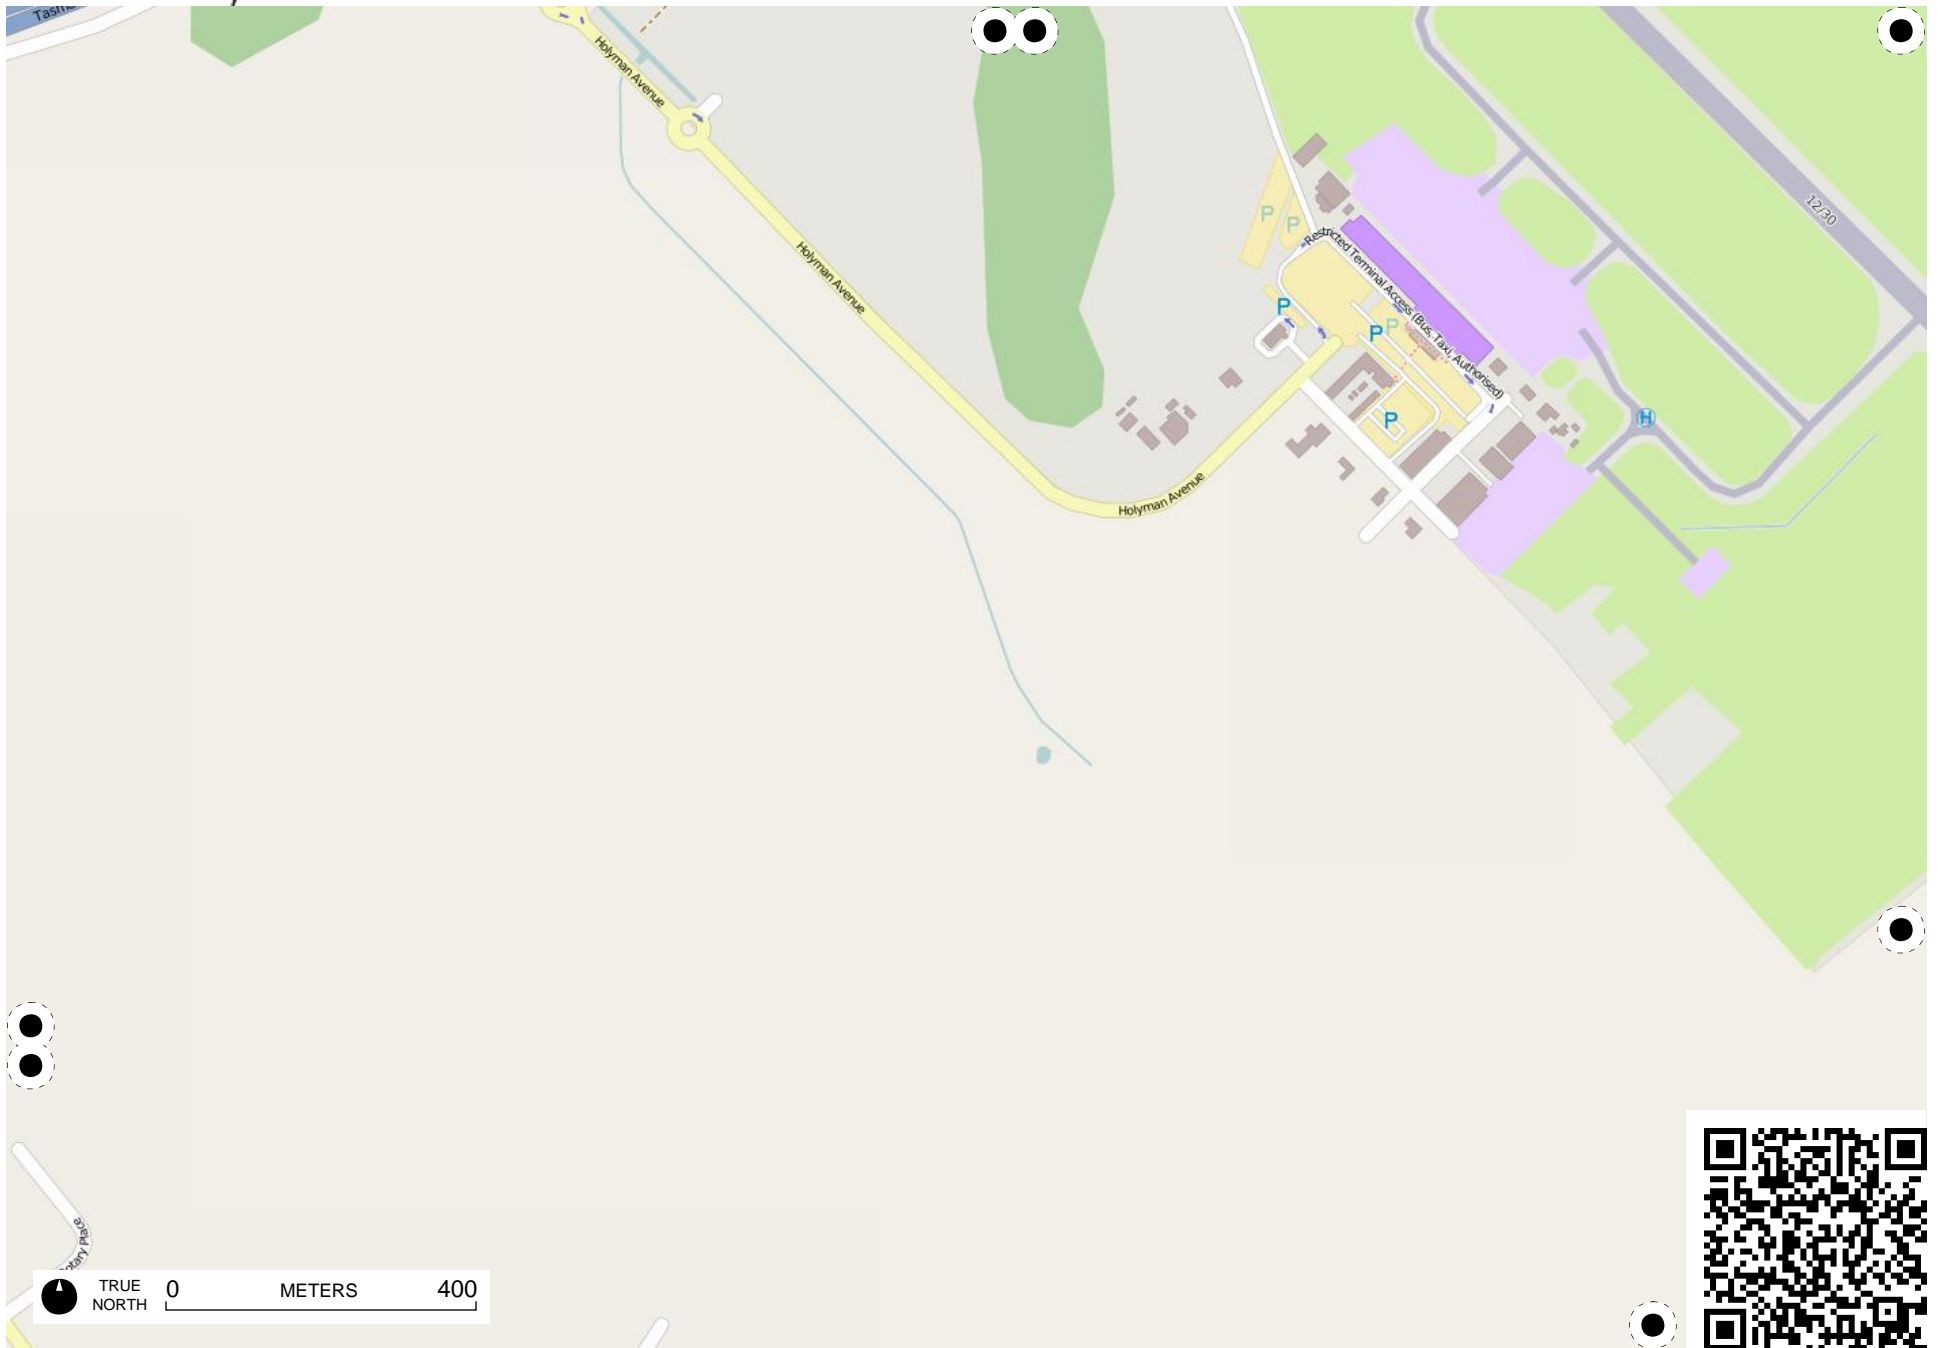 Holyman Avenue
12/30
P
P
Restricted Terminal Access (Bus, Taxi, Authorised)
Holyman Avenue
P
P
P
P
H
Holyman Avenue
TRUE
NORTH
0
METERS
400